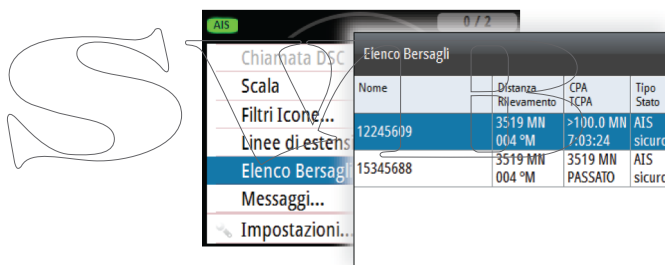 AIS
0 / 2
Chiamata DSC
Scala
Filtri Icone...
Linee di estens
Elenco Bersagl
Messaggi...
Impostazioni...
Elenco Bersagli
Nome Distanza Rilevamento CPA TCPA Tipo Stato
12245609 3519 MN 004 °M >100.0 MN 7:03:24 AIS sicuro
15345688 3519 MN 004 °M 3519 MN PASSATO AIS sicuro